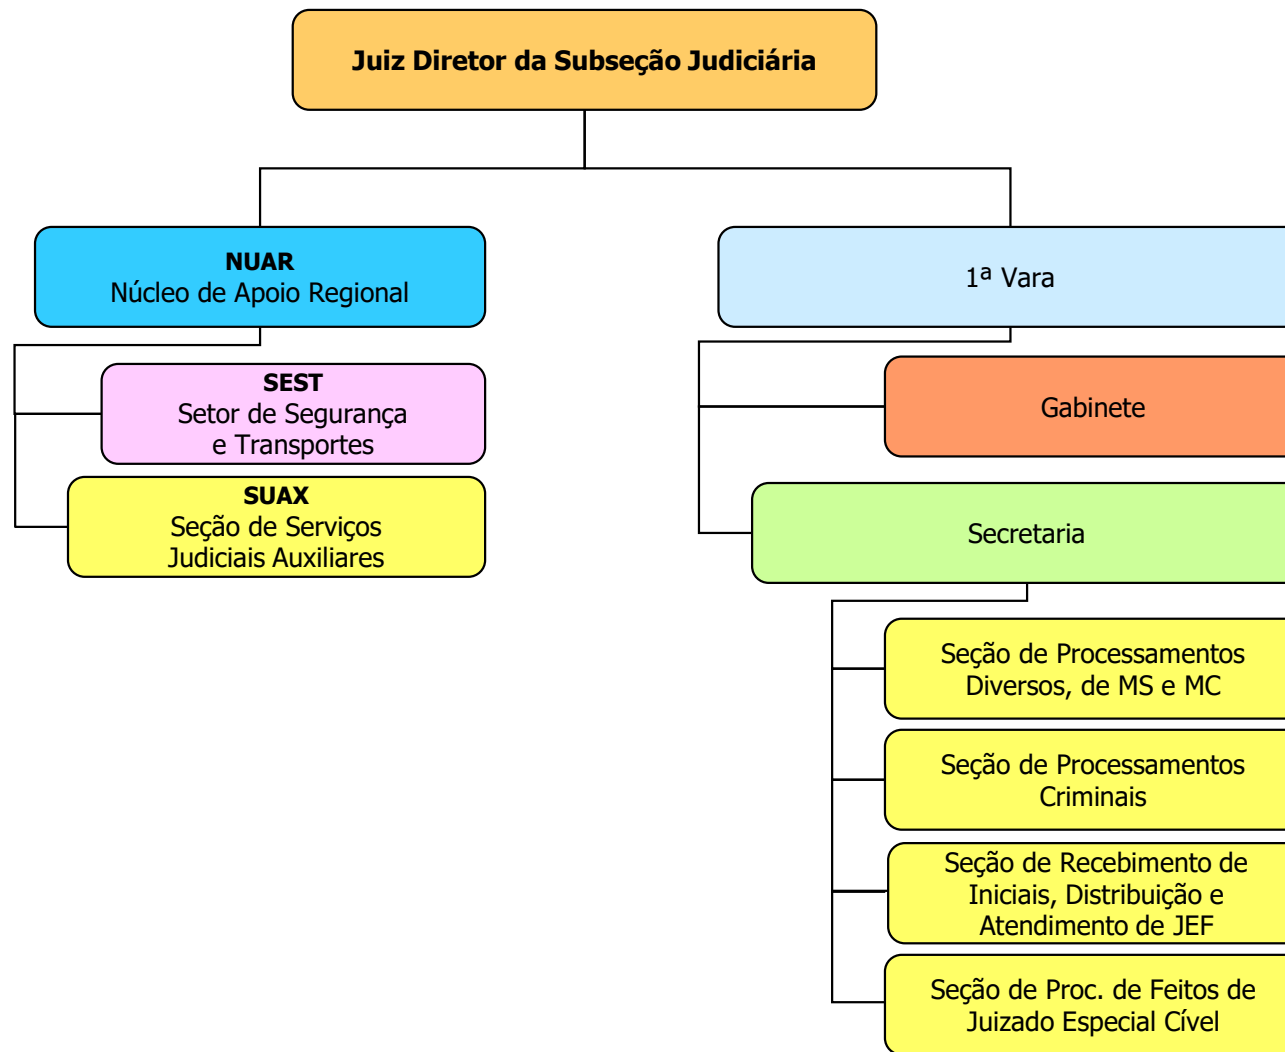 Juiz Diretor da Subseção Judiciária
NUAR
Núcleo de Apoio Regional
SEST
Setor de Segurança
e Transportes
SUAX
Seção de Serviços
Judiciais Auxiliares
1ª Vara
Gabinete
Secretaria
Seção de Processamentos
Diversos, de MS e MC
Seção de Processamentos
Criminais
Seção de Recebimento de
Iniciais, Distribuição e
Atendimento de JEF
Seção de Proc. de Feitos de
Juizado Especial Cível